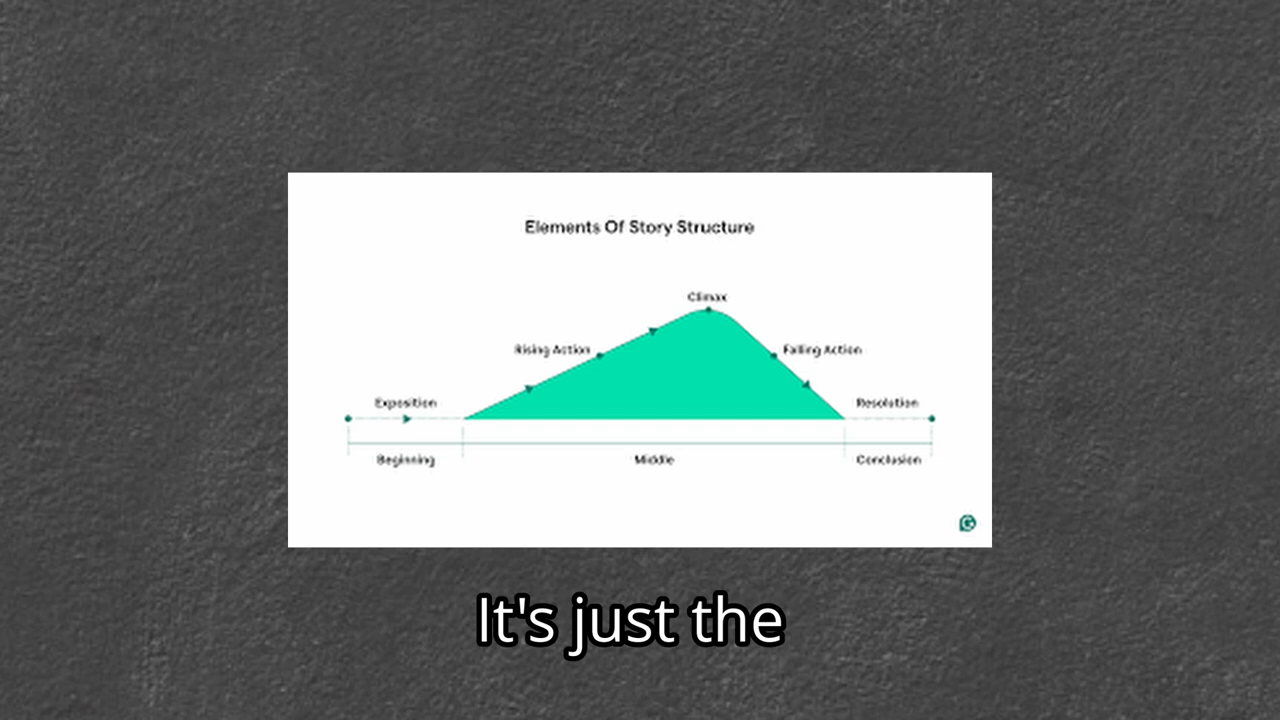 Elements Of Story Structure
Climax
Rising Action
Falling Action
Exposition
Resolution
Beginning
Middle
Conclusion
It's just the